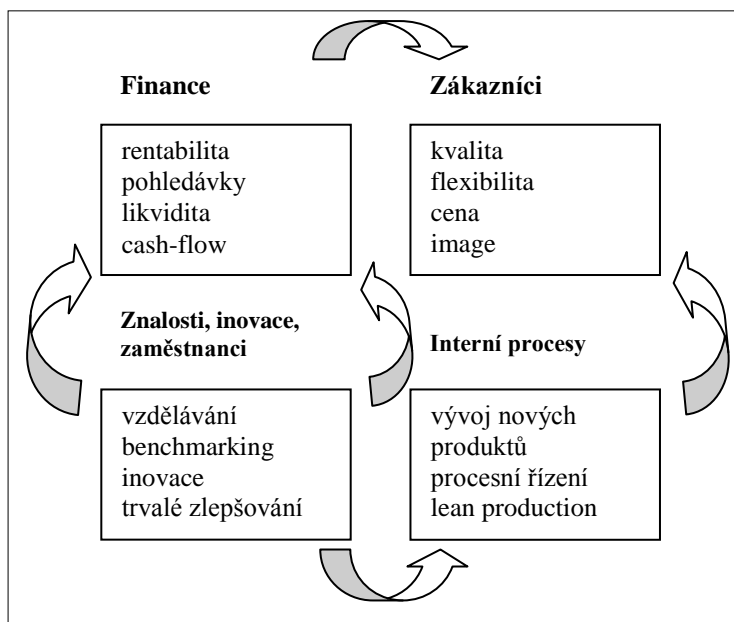 Finance
Zákazníci
rentabilita
pohledávky
likvidita
cash-flow
kvalita
flexibilita
cena
image
Znalosti, inovace,
zaměstnanci
Interní procesy
vzdělávání
benchmarking
inovace
trvalé zlepšování
vývoj nových
produktů
procesní řízení
lean production